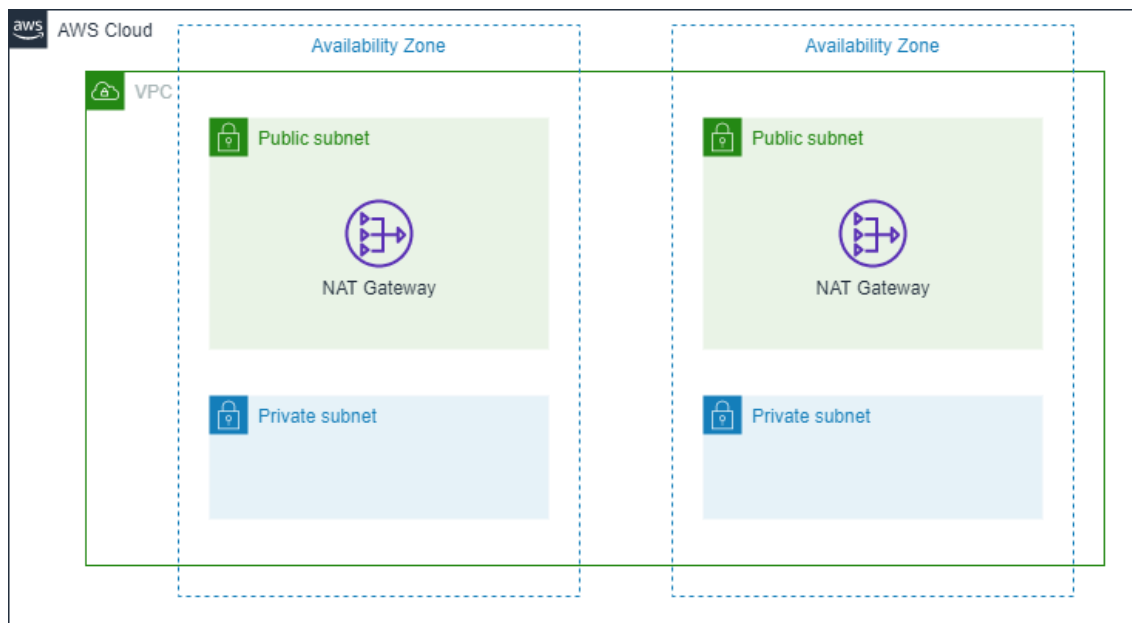 aws
AWS Cloud
Availability Zone
Availability Zone
VPC
Public subnet
Public subnet
NAT Gateway
NAT Gateway
Private subnet
Private subnet